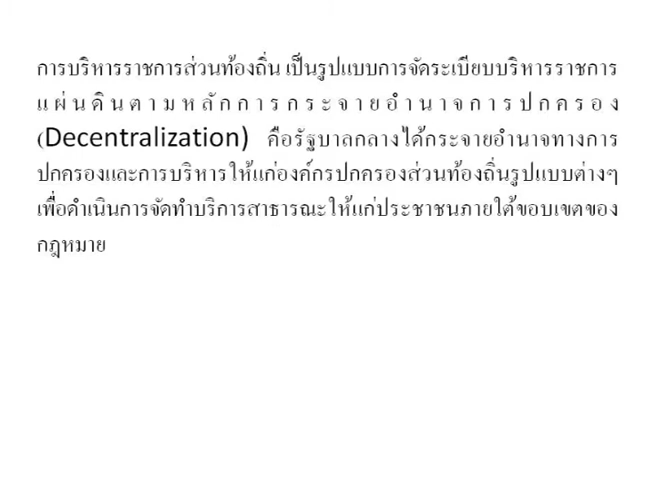 การบริหารราชการส่วนท้องถิ่น เป็นรูปแบบการจัดระเบียบบริหารราชการ
แผ่นดินตามหลักการกระจายอำนาจการปกครอง
(Decentralization) คือรัฐบาลกลางได้กระจายอำนาจทางการ
ปกครองและการบริหารให้แก่องค์กรปกครองส่วนท้องถิ่นรูปแบบต่างๆ
เพื่อดำเนินการจัดทำบริการสาธารณะให้แก่ประชาชนภายใต้ขอบเขตของ
กฎหมาย